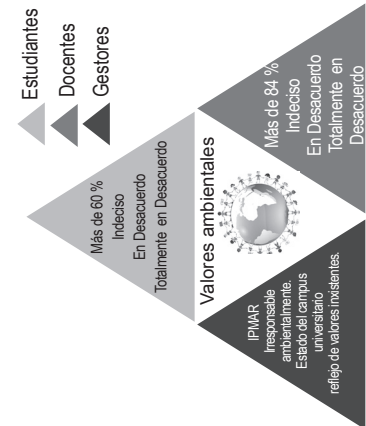 Estudiantes
Docentes
Gestores
Más de 60 %
Indeciso
En Desacuerdo
Totalmente en Desacuerdo
Valores ambientales
IPMAR
Irresponsable
ambientalmente.
Estado del campus
universitario
reflejo de valores inxistentes.
Más de 84 %
Indeciso
En Desacuerdo
Totalmente en
Desacuerdo